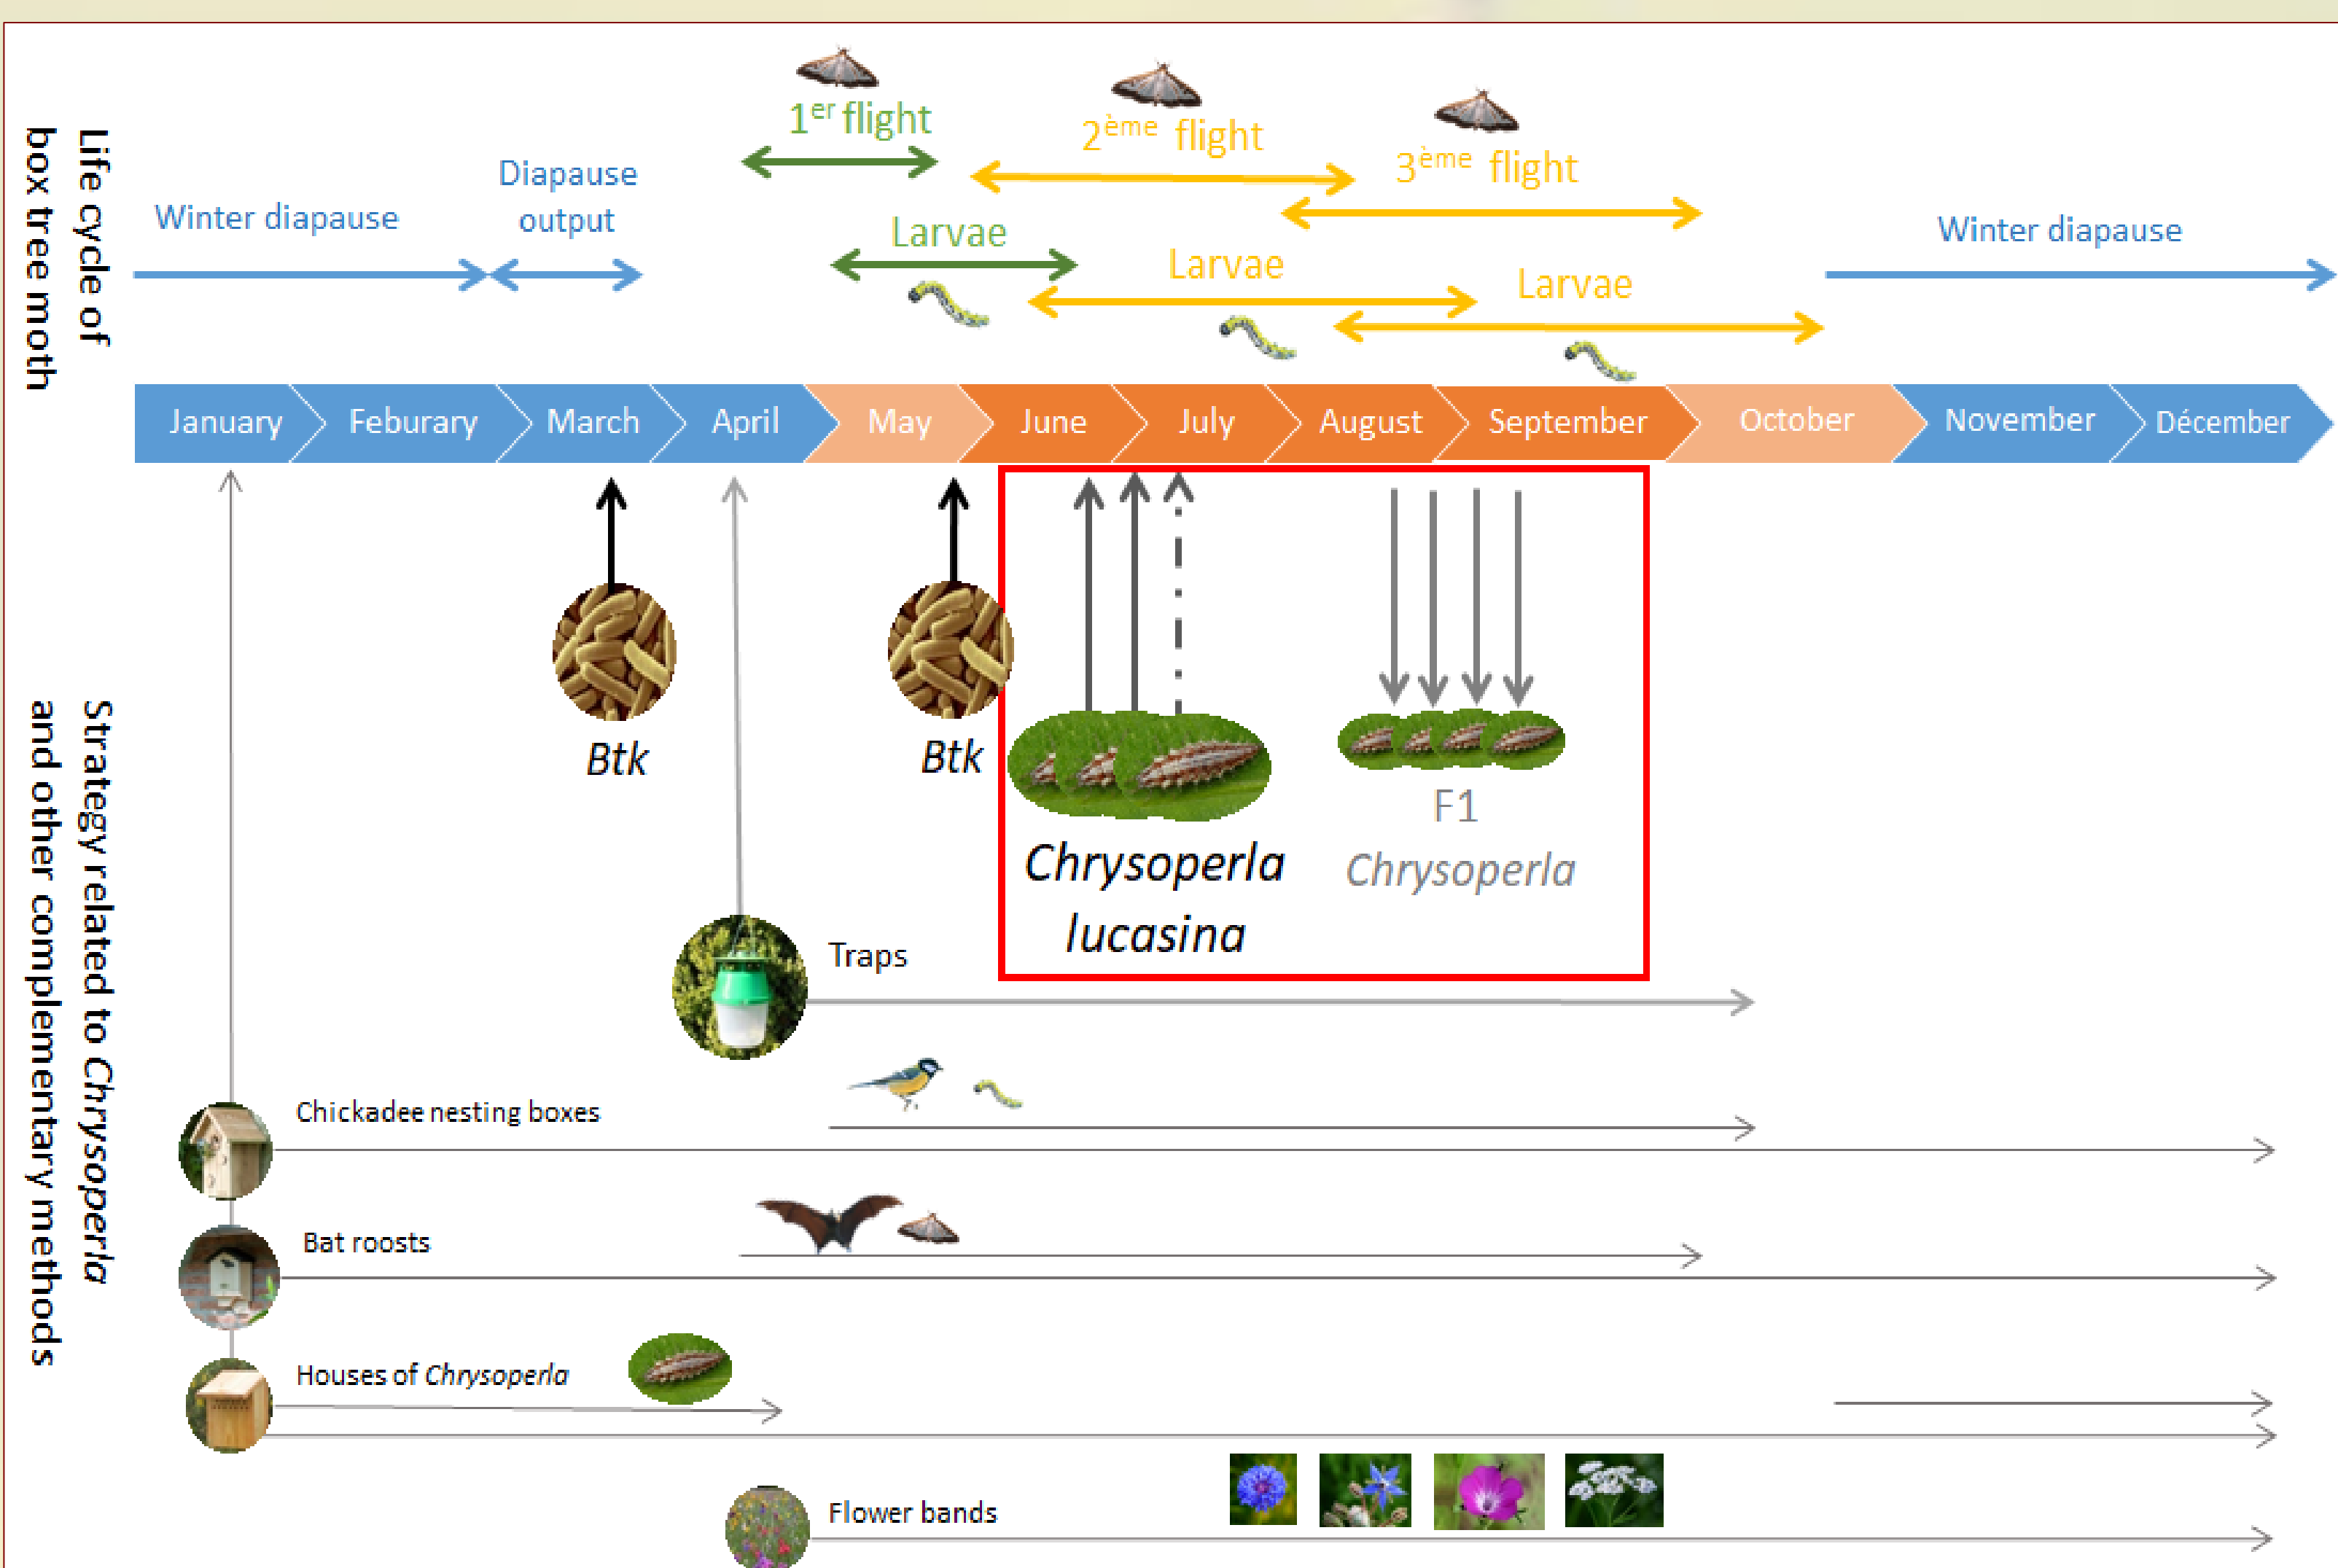 Life cycle of
box tree moth
1er flight
2ème flight
3ème flight
Winter diapause
Diapause
output
Larvae
Larvae
Larvae
Winter diapause
January
Feburary
March
April
May
June
July
August
September
October
November
Décember
Strategy related to Chrysoperla
and other complementary methods
Btk
Btk
Chrysoperla
lucasina
F1
Chrysoperla
Traps
Chickadee nesting boxes
Bat roosts
Houses of Chrysoperla
Flower bands